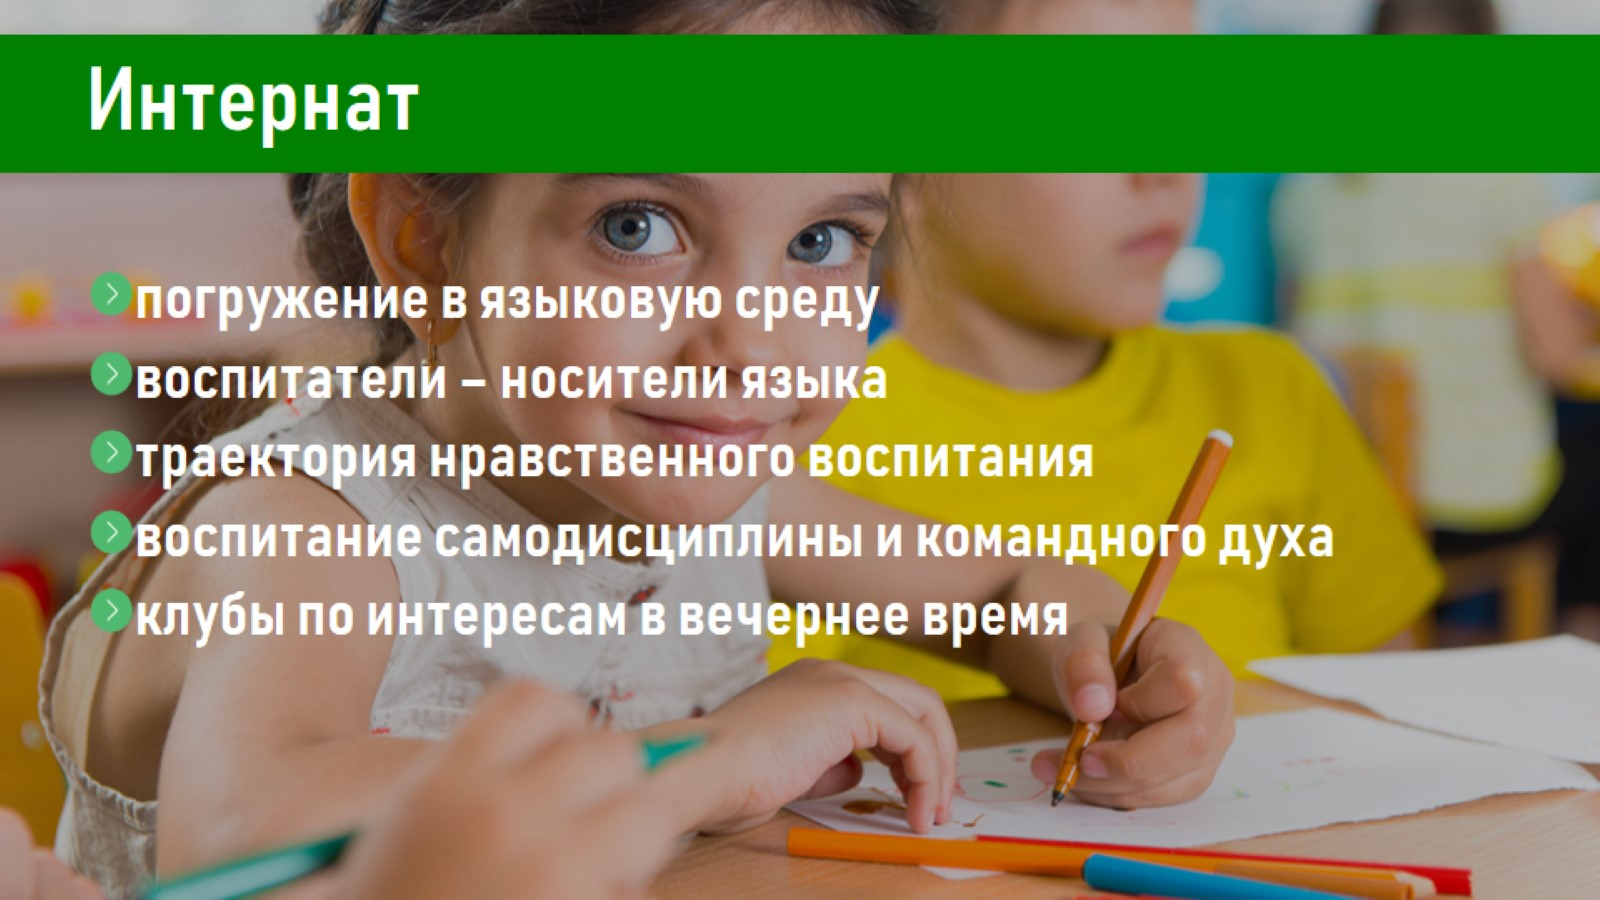 Интернат
погружение в языковую среду
воспитатели – носители языка
траектория нравственного воспитания
воспитание самодисциплины и командного духа
клубы по интересам в вечернее время